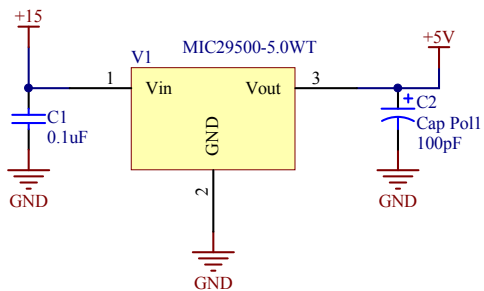 +15
V1
MIC29500-5.0WT
+5V
1
Vin
Vout
3
C1
0.1uF
GND
C2
Cap Pol1
100pF
GND
2
GND
GND